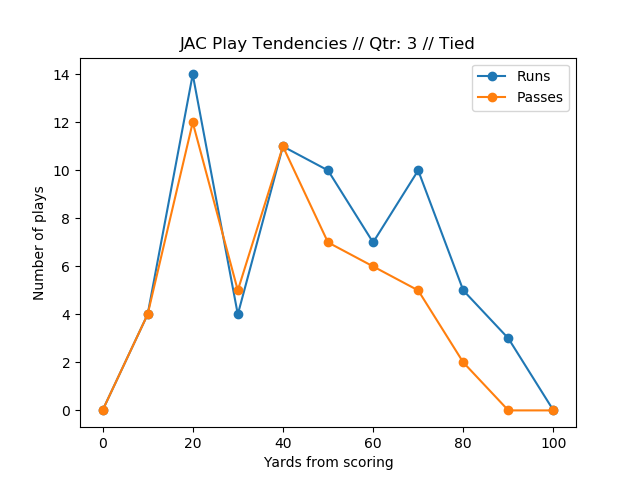 JAC Play Tendencies // Qtr: 3 // Tied
Runs
Passes
14
12
10
8
6
4
2
0
Number of plays
0 20 40 60 80 100
Yards from scoring